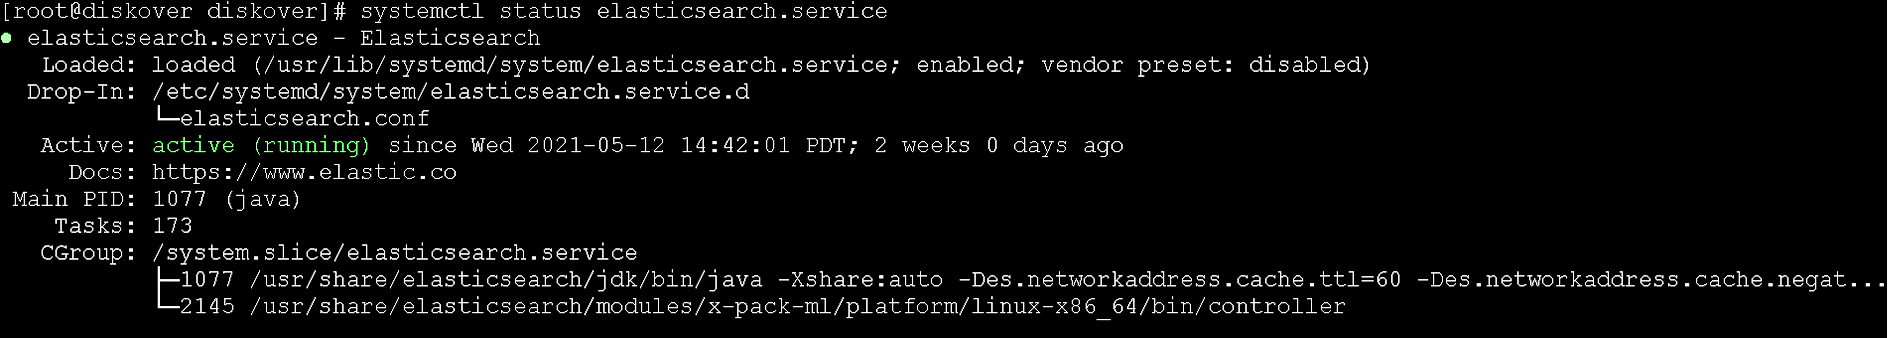 [root@diskover diskover]# systemctl status elasticsearch.service
● elasticsearch.service - Elasticsearch
   Loaded: loaded (/usr/lib/systemd/system/elasticsearch.service; enabled; vendor preset: disabled)
  Drop-In: /etc/systemd/system/elasticsearch.service.d
           └─elasticsearch.conf
   Active: active (running) since Wed 2021-05-12 14:42:01 PDT; 2 weeks 0 days ago
     Docs: https://www.elastic.co
 Main PID: 1077 (java)
    Tasks: 173
   CGroup: /system.slice/elasticsearch.service
           ├─1077 /usr/share/elasticsearch/jdk/bin/java -Xshare:auto -Des.networkaddress.cache.ttl=60 -Des.networkaddress.cache.negat...
           └─2145 /usr/share/elasticsearch/modules/x-pack-ml/platform/linux-x86_64/bin/controller